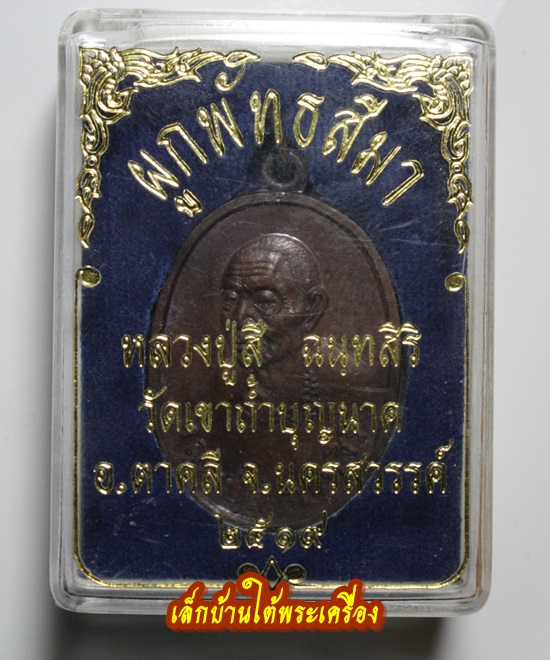 ผูกพัทธสีมา
หลวงปู่สี ฉนฺทสิริ
วัดเขาถ้ำบุญนาค
อ.ตาคลี จ.นครสวรรค์
๒๕๑๙
เล็กบ้านใต้พระเครื่อง